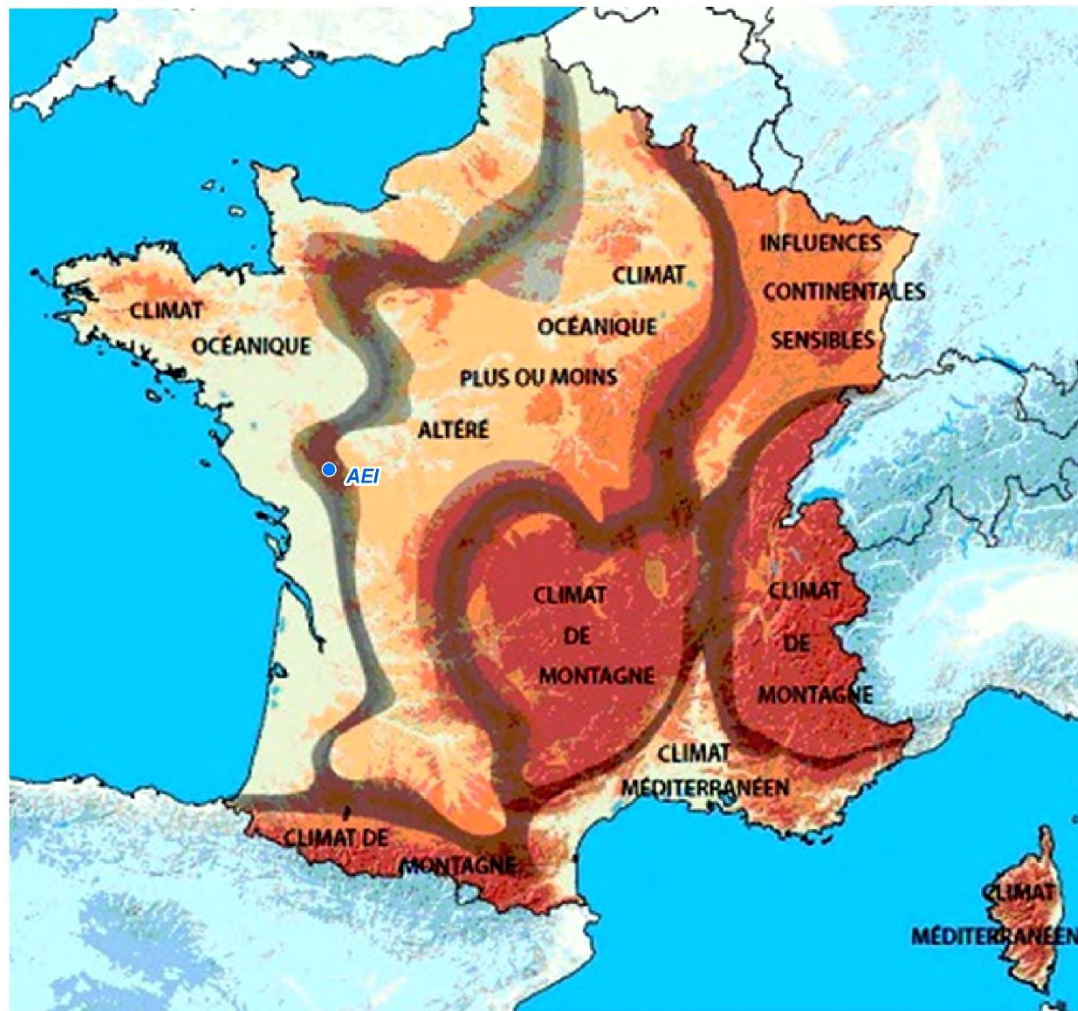 INFLUENCES
CONTINENTALES
SENSIBLES
CLIMAT
OCÉANIQUE
PLUS OU MOINS
ALTÉRÉ
CLIMAT
OCÉANIQUE
AEI
CLIMAT
DE
MONTAGNE
CLIMAT
DE
MONTAGNE
CLIMAT
MÉDITERRANÉEN
CLIMAT DE
MONTAGNE
CLIMAT
MÉDITERRANÉEN